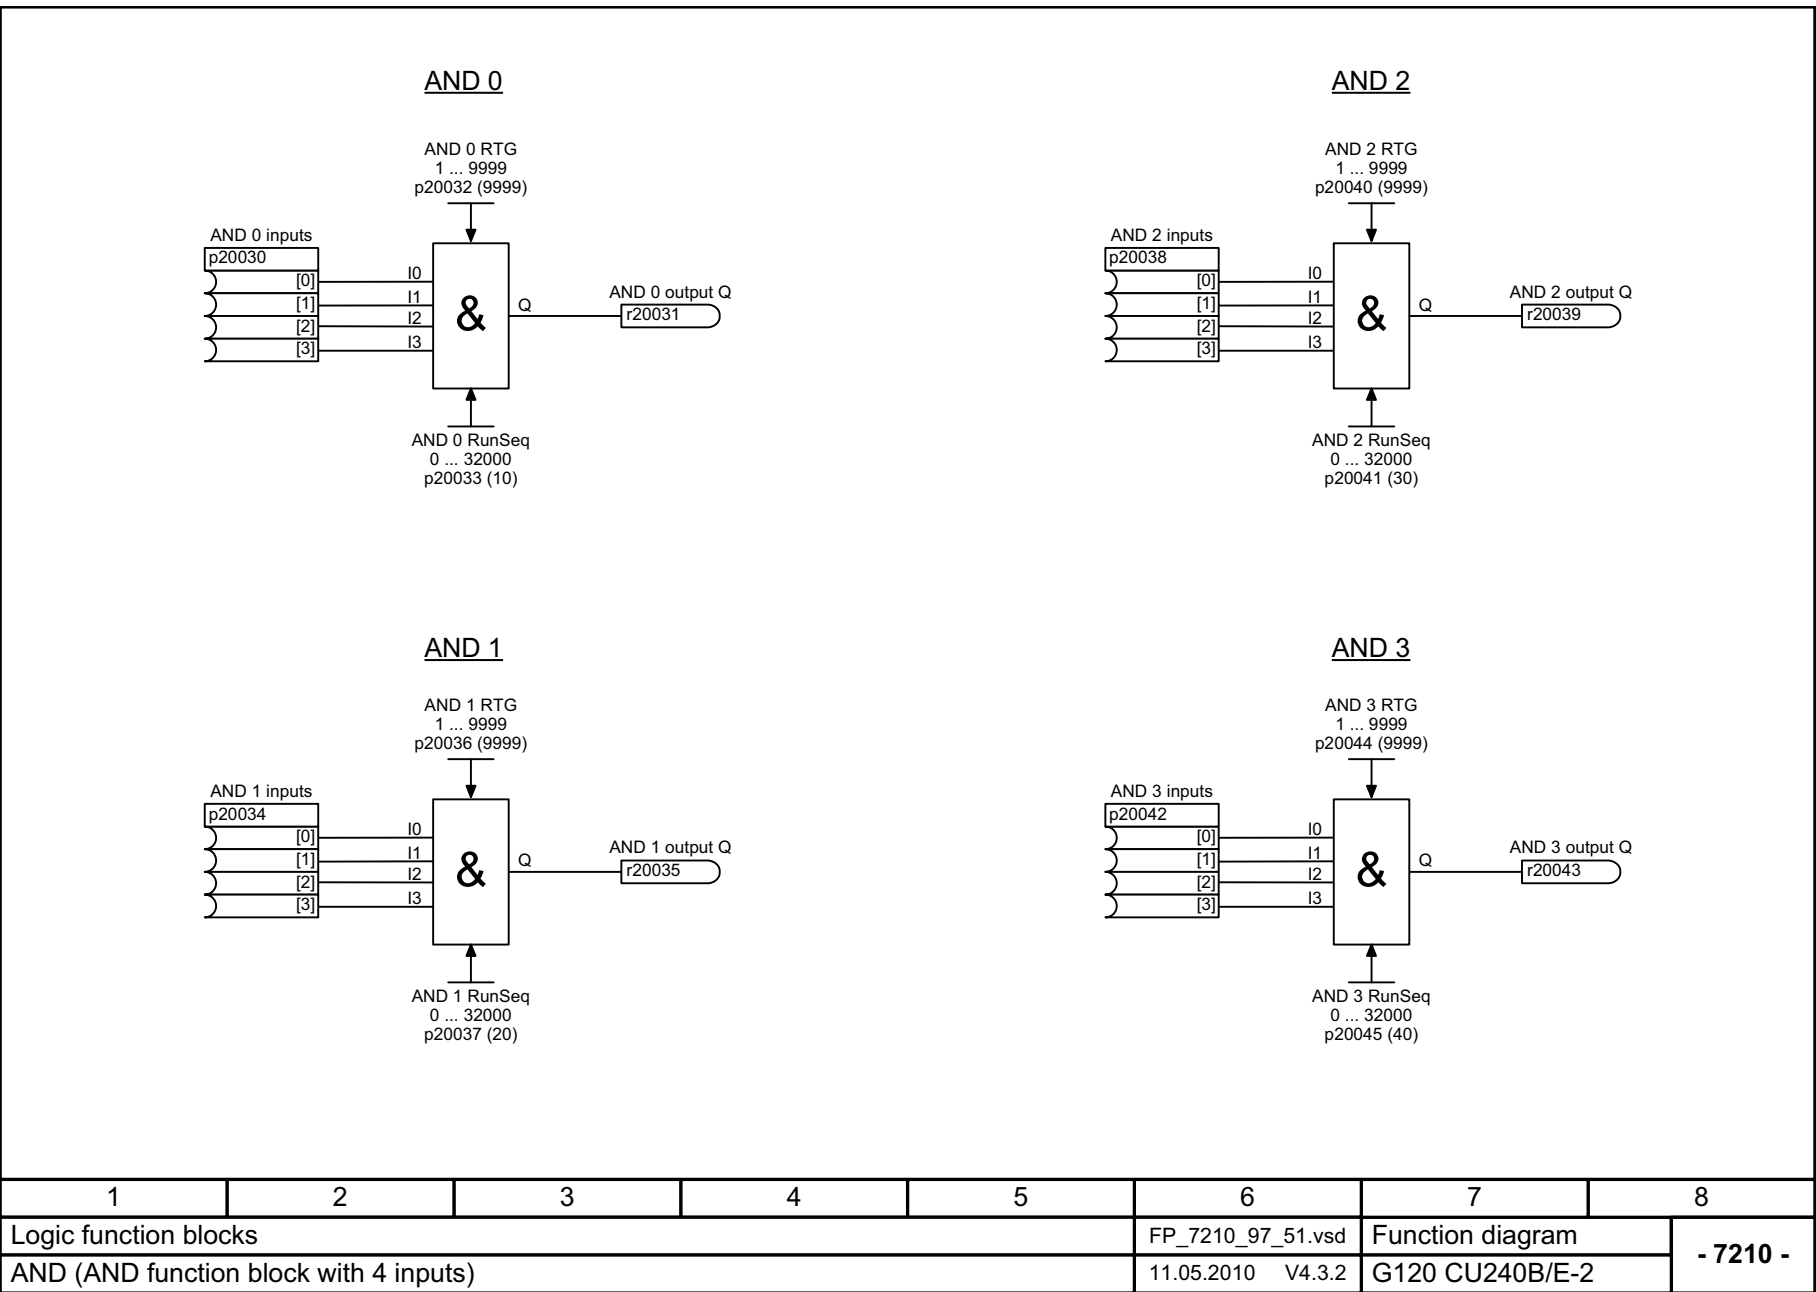 AND 0
AND 0 RTG
1 ... 9999
p20032 (9999)
AND 0 inputs
p20030
[0] I0
[1] I1
[2] I2
[3] I3
&
Q
AND 0 output Q
r20031
AND 0 RunSeq
0 ... 32000
p20033 (10)
AND 2
AND 2 RTG
1 ... 9999
p20040 (9999)
AND 2 inputs
p20038
[0] I0
[1] I1
[2] I2
[3] I3
&
Q
AND 2 output Q
r20039
AND 2 RunSeq
0 ... 32000
p20041 (30)
AND 1
AND 1 RTG
1 ... 9999
p20036 (9999)
AND 1 inputs
p20034
[0] I0
[1] I1
[2] I2
[3] I3
&
Q
AND 1 output Q
r20035
AND 1 RunSeq
0 ... 32000
p20037 (20)
AND 3
AND 3 RTG
1 ... 9999
p20044 (9999)
AND 3 inputs
p20042
[0] I0
[1] I1
[2] I2
[3] I3
&
Q
AND 3 output Q
r20043
AND 3 RunSeq
0 ... 32000
p20045 (40)
1 2 3 4 5 6 7 8
Logic function blocks FP_7210_97_51.vsd Function diagram
- 7210 -
AND (AND function block with 4 inputs) 11.05.2010 V4.3.2 G120 CU240B/E-2